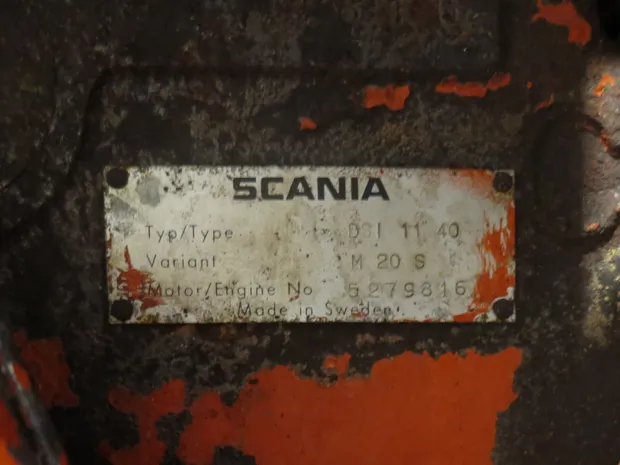 SCANIA
Typ/Type DSI 11 40
Variant M 20 S
Motor/Engine No 5279816
Made in Sweden